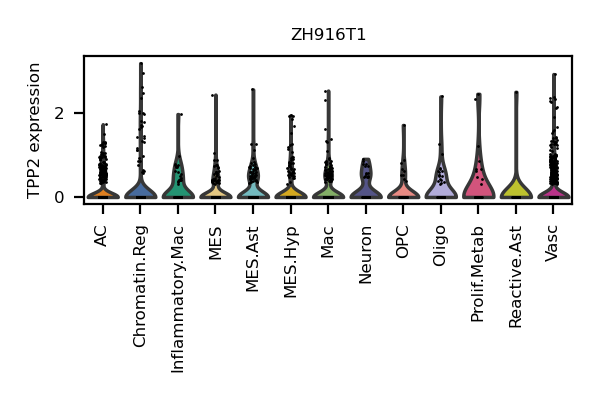 ZH916T1
TPP2 expression
2
0
AC
Chromatin.Reg
Inflammatory.Mac
MES
MES.Ast
MES.Hyp
Mac
Neuron
OPC
Oligo
Prolif.Metab
Reactive.Ast
Vasc